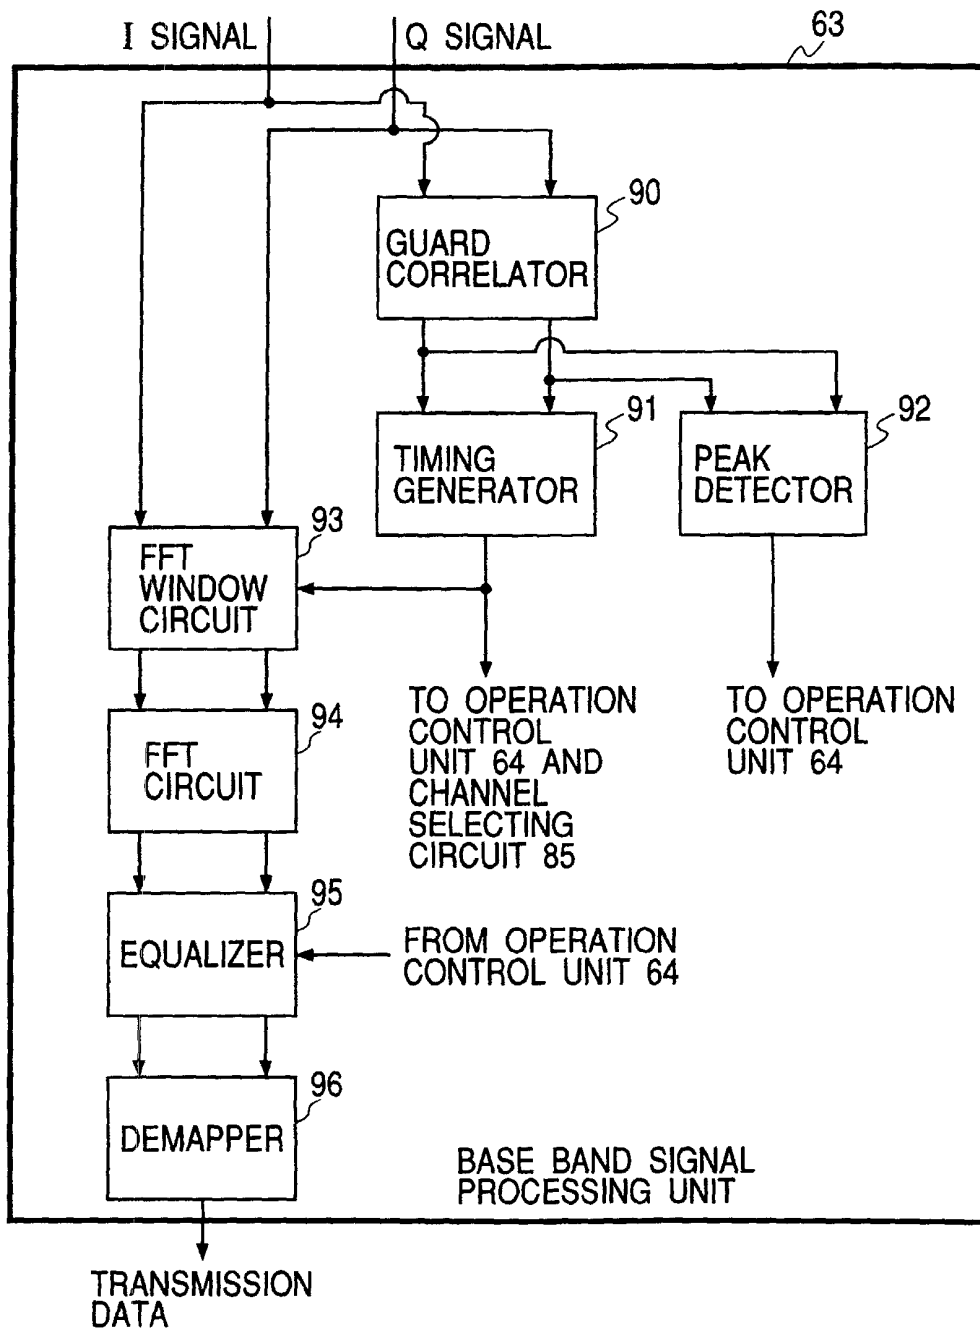 I SIGNAL
Q SIGNAL
63
90
GUARD
CORRELATOR
91
TIMING
GENERATOR
92
PEAK
DETECTOR
93
FFT
WINDOW
CIRCUIT
TO OPERATION
CONTROL
UNIT 64 AND
CHANNEL
SELECTING
CIRCUIT 85
TO OPERATION
CONTROL
UNIT 64
94
FFT
CIRCUIT
95
EQUALIZER
FROM OPERATION
CONTROL UNIT 64
96
DEMAPPER
BASE BAND SIGNAL
PROCESSING UNIT
TRANSMISSION
DATA